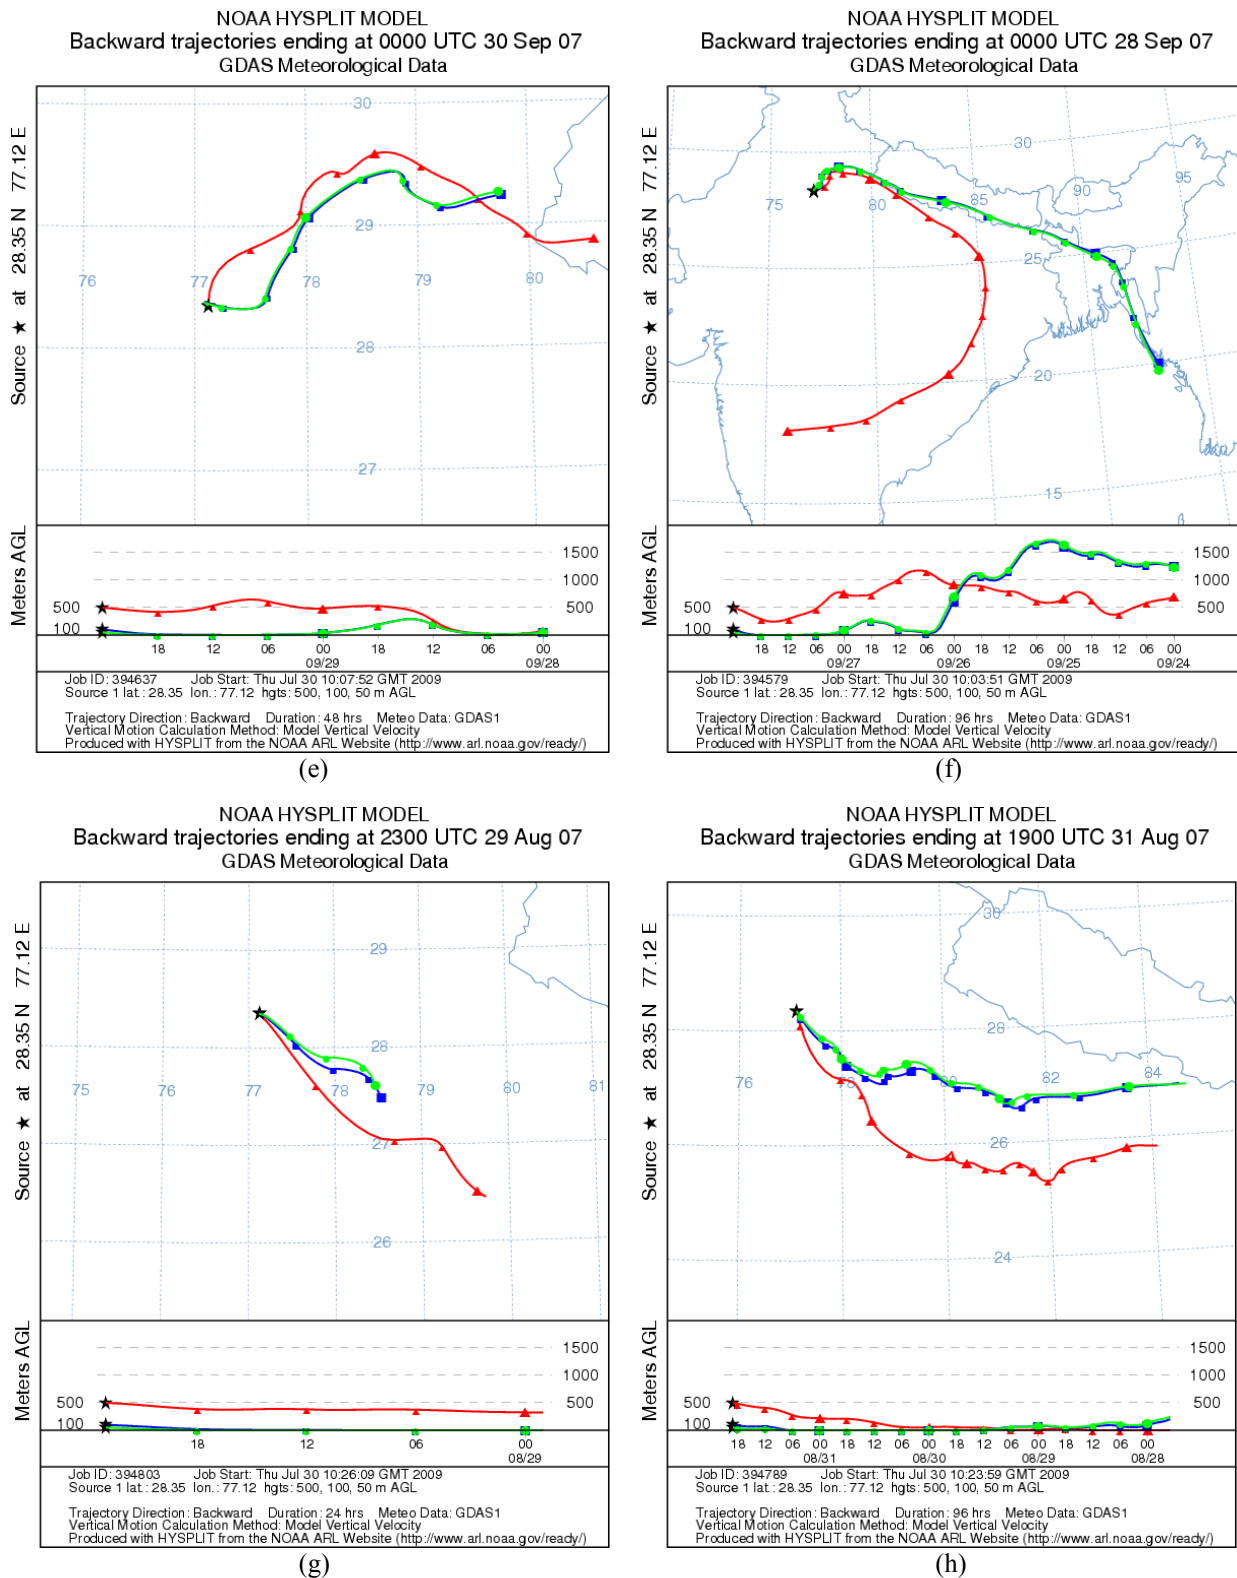 NOAA HYSPLIT MODEL
Backward trajectories ending at 0000 UTC 30 Sep 07
GDAS Meteorological Data
Source ★ at 28.35 N 77.12 E
30
29
76 77 78 79 80
28
27
Meters AGL
1500
1000
500 500
100
18 12 06 00 18 12 06 00
09/29 09/28
Job ID: 394637 Job Start: Thu Jul 30 10:07:52 GMT 2009
Source 1 lat.: 28.35 lon.: 77.12 hgts: 500, 100, 50 m AGL
Trajectory Direction: Backward Duration: 48 hrs Meteo Data: GDAS1
Vertical Motion Calculation Method: Model Vertical Velocity
Produced with HYSPLIT from the NOAA ARL Website (http://www.arl.noaa.gov/ready/)
(e)
NOAA HYSPLIT MODEL
Backward trajectories ending at 0000 UTC 28 Sep 07
GDAS Meteorological Data
Source ★ at 28.35 N 77.12 E
30
75 80 85 90 95
25
20
15
Meters AGL
1500
1000
500 500
100
18 12 06 00 18 12 06 00 18 12 06 00 18 12 06 00
09/27 09/26 09/25 09/24
Job ID: 394579 Job Start: Thu Jul 30 10:03:51 GMT 2009
Source 1 lat.: 28.35 lon.: 77.12 hgts: 500, 100, 50 m AGL
Trajectory Direction: Backward Duration: 96 hrs Meteo Data: GDAS1
Vertical Motion Calculation Method: Model Vertical Velocity
Produced with HYSPLIT from the NOAA ARL Website (http://www.arl.noaa.gov/ready/)
(f)
NOAA HYSPLIT MODEL
Backward trajectories ending at 2300 UTC 29 Aug 07
GDAS Meteorological Data
Source ★ at 28.35 N 77.12 E
29
28
75 76 77 78 79 80 81
27
26
Meters AGL
1500
1000
500 500
100
18 12 06 00
08/29
Job ID: 394803 Job Start: Thu Jul 30 10:26:09 GMT 2009
Source 1 lat.: 28.35 lon.: 77.12 hgts: 500, 100, 50 m AGL
Trajectory Direction: Backward Duration: 24 hrs Meteo Data: GDAS1
Vertical Motion Calculation Method: Model Vertical Velocity
Produced with HYSPLIT from the NOAA ARL Website (http://www.arl.noaa.gov/ready/)
(g)
NOAA HYSPLIT MODEL
Backward trajectories ending at 1900 UTC 31 Aug 07
GDAS Meteorological Data
Source ★ at 28.35 N 77.12 E
30
28
76 78 80 82 84
26
24
Meters AGL
1500
1000
500 500
100
18 12 06 00 18 12 06 00 18 12 06 00 18 12 06 00
08/31 08/30 08/29 08/28
Job ID: 394789 Job Start: Thu Jul 30 10:23:59 GMT 2009
Source 1 lat.: 28.35 lon.: 77.12 hgts: 500, 100, 50 m AGL
Trajectory Direction: Backward Duration: 96 hrs Meteo Data: GDAS1
Vertical Motion Calculation Method: Model Vertical Velocity
Produced with HYSPLIT from the NOAA ARL Website (http://www.arl.noaa.gov/ready/)
(h)